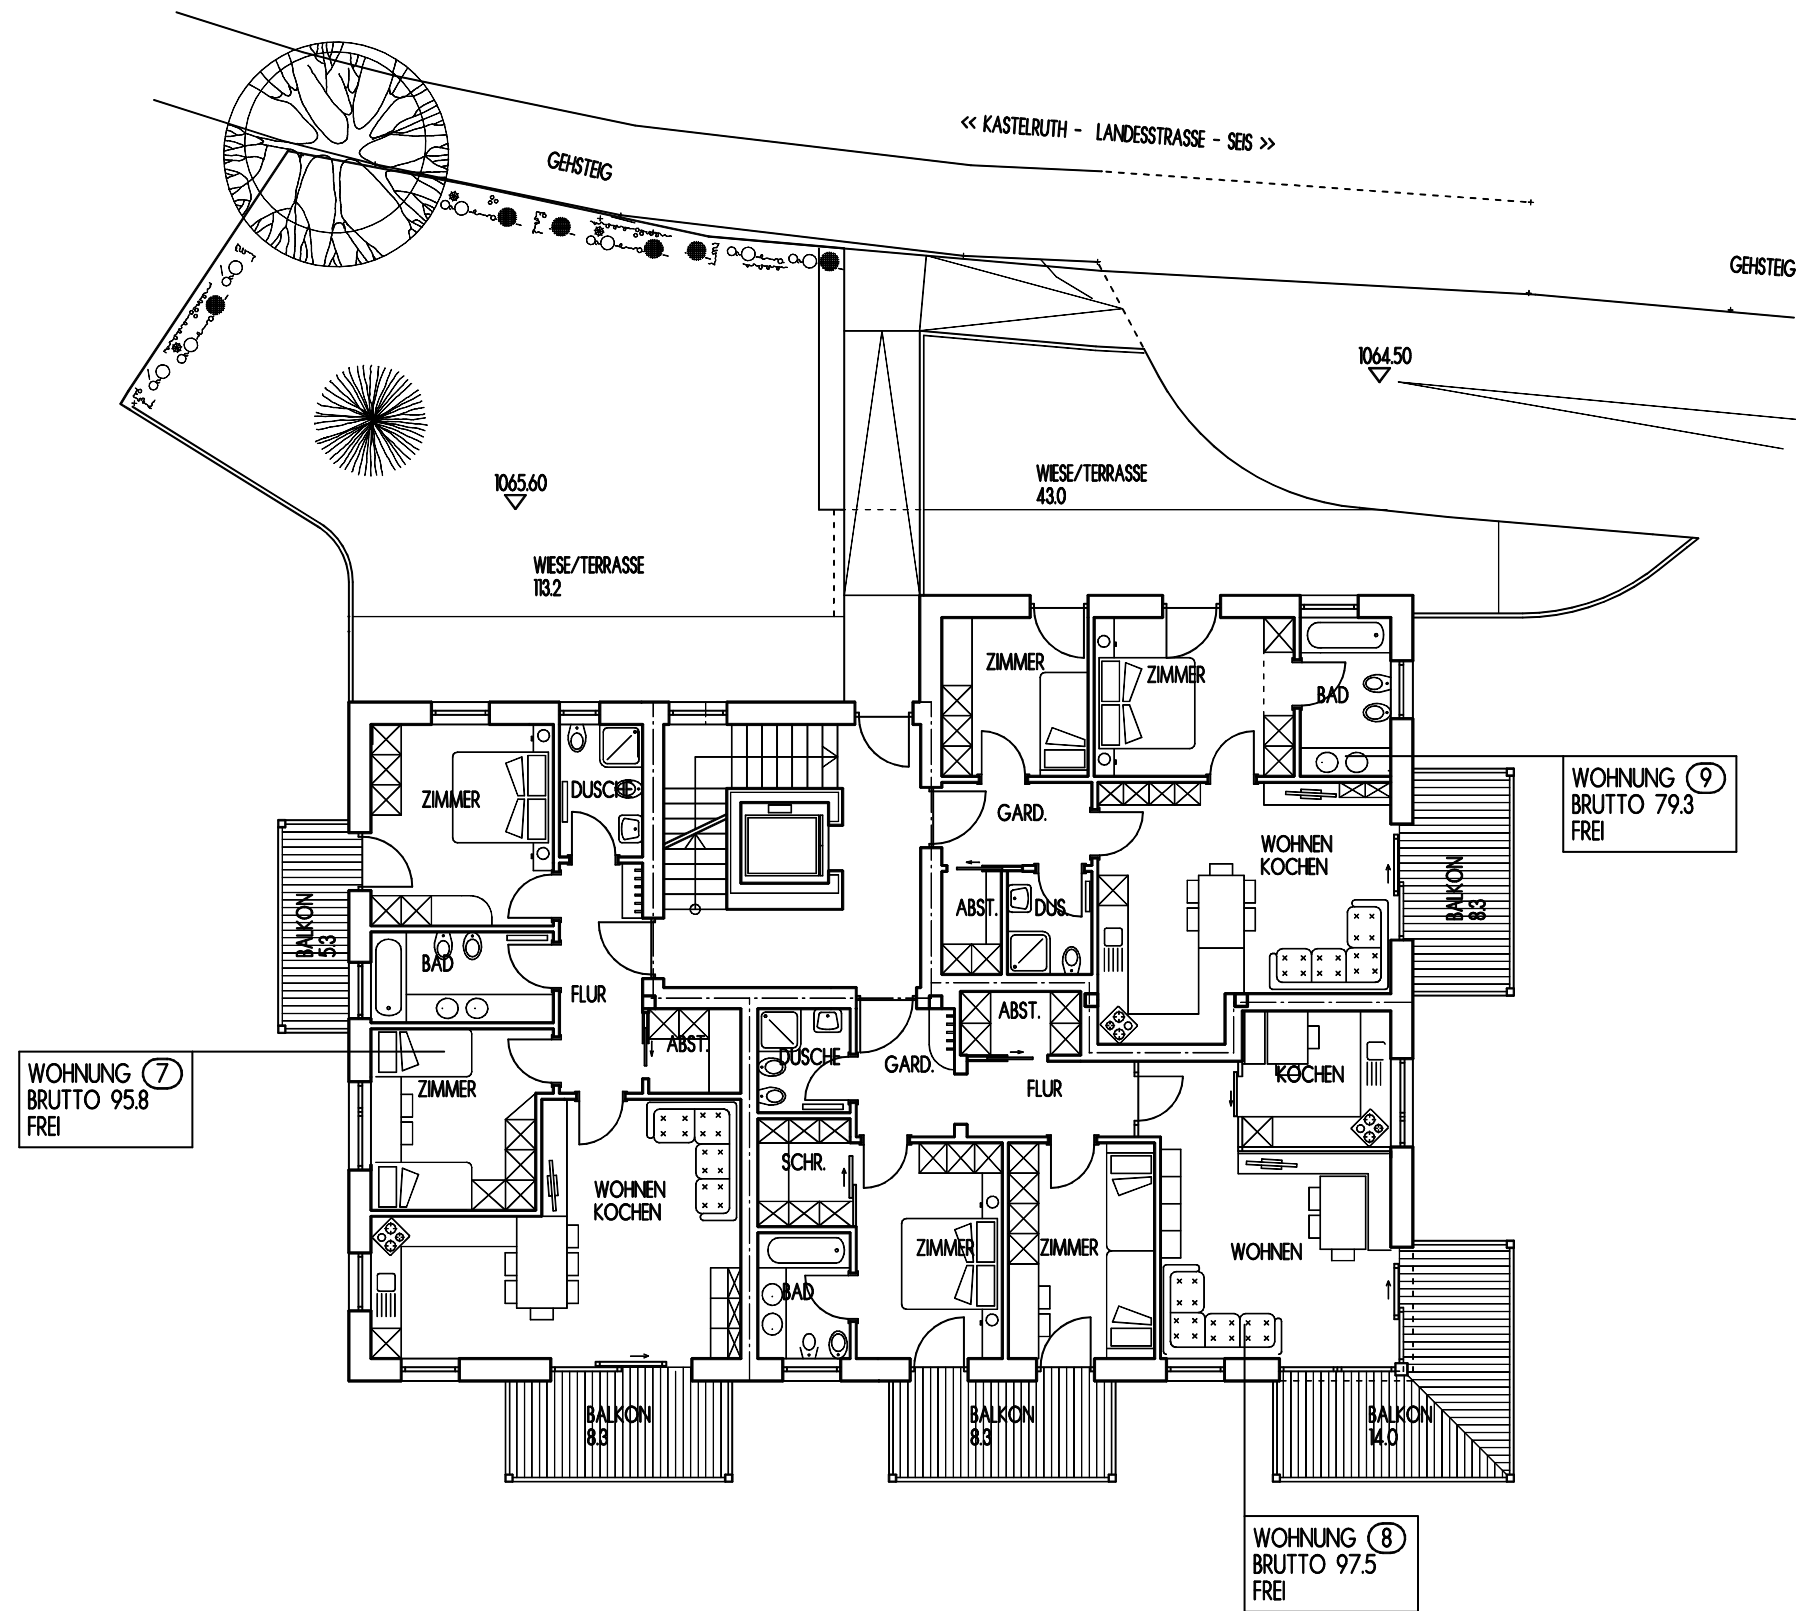 << KASTELRUTH - LANDESSTRASSE - SEIS >>
GEHSTEIG
GEHSTEIG
1064.50
1065.60
WIESE/TERRASSE
43.0
WIESE/TERRASSE
113.2
ZIMMER
ZIMMER
BAD
WOHNUNG 9
BRUTTO 79.3
FREI
ZIMMER
DUSCHE
GARD.
WOHNEN
KOCHEN
BALKON
8.3
ABST.
DUS.
BALKON
5.3
BAD
FLUR
ABST.
ABST.
DUSCHE
GARD.
FLUR
KOCHEN
WOHNUNG 7
BRUTTO 95.8
FREI
ZIMMER
SCHR.
WOHNEN
KOCHEN
ZIMMER
ZIMMER
WOHNEN
BAD
BALKON
8.3
BALKON
8.3
BALKON
14.0
WOHNUNG 8
BRUTTO 97.5
FREI